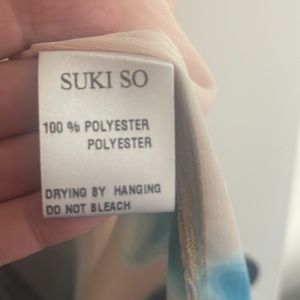 SUKI SO
100 % POLYESTER
POLYESTER
DRYING BY HANGING
DO NOT BLEACH